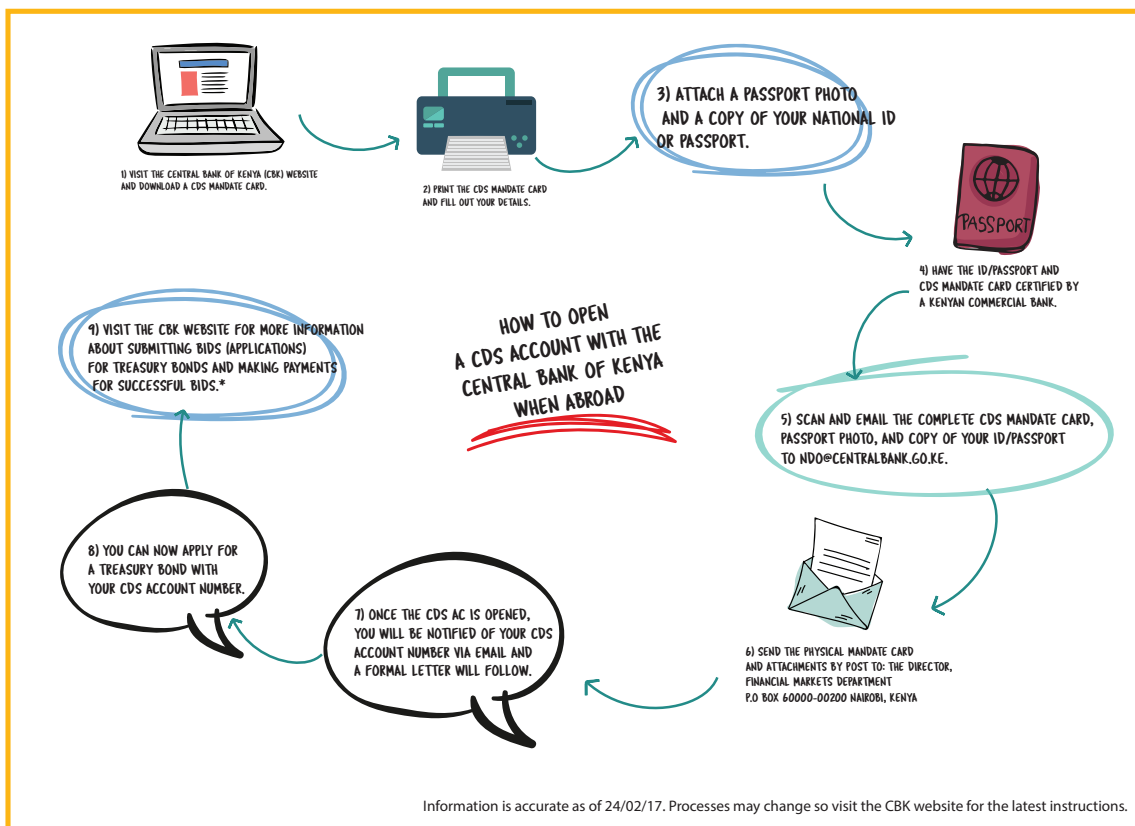 1) VISIT THE CENTRAL BANK OF KENYA (CBK) WEBSITE
AND DOWNLOAD A CDS MANDATE CARD.
2) PRINT THE CDS MANDATE CARD
AND FILL OUT YOUR DETAILS.
3) ATTACH A PASSPORT PHOTO
AND A COPY OF YOUR NATIONAL ID
OR PASSPORT.
PASSPORT
4) HAVE THE ID/PASSPORT AND
CDS MANDATE CARD CERTIFIED BY
A KENYAN COMMERCIAL BANK.
HOW TO OPEN
A CDS ACCOUNT WITH THE
CENTRAL BANK OF KENYA
WHEN ABROAD
5) SCAN AND EMAIL THE COMPLETE CDS MANDATE CARD,
PASSPORT PHOTO, AND COPY OF YOUR ID/PASSPORT
TO NDO@CENTRALBANK.GO.KE.
6) SEND THE PHYSICAL MANDATE CARD
AND ATTACHMENTS BY POST TO: THE DIRECTOR,
FINANCIAL MARKETS DEPARTMENT
P.O BOX 60000-00200 NAIROBI, KENYA
7) ONCE THE CDS AC IS OPENED,
YOU WILL BE NOTIFIED OF YOUR CDS
ACCOUNT NUMBER VIA EMAIL AND
A FORMAL LETTER WILL FOLLOW.
8) YOU CAN NOW APPLY FOR
A TREASURY BOND WITH
YOUR CDS ACCOUNT NUMBER.
9) VISIT THE CBK WEBSITE FOR MORE INFORMATION
ABOUT SUBMITTING BIDS (APPLICATIONS)
FOR TREASURY BONDS AND MAKING PAYMENTS
FOR SUCCESSFUL BIDS.*
Information is accurate as of 24/02/17. Processes may change so visit the CBK website for the latest instructions.